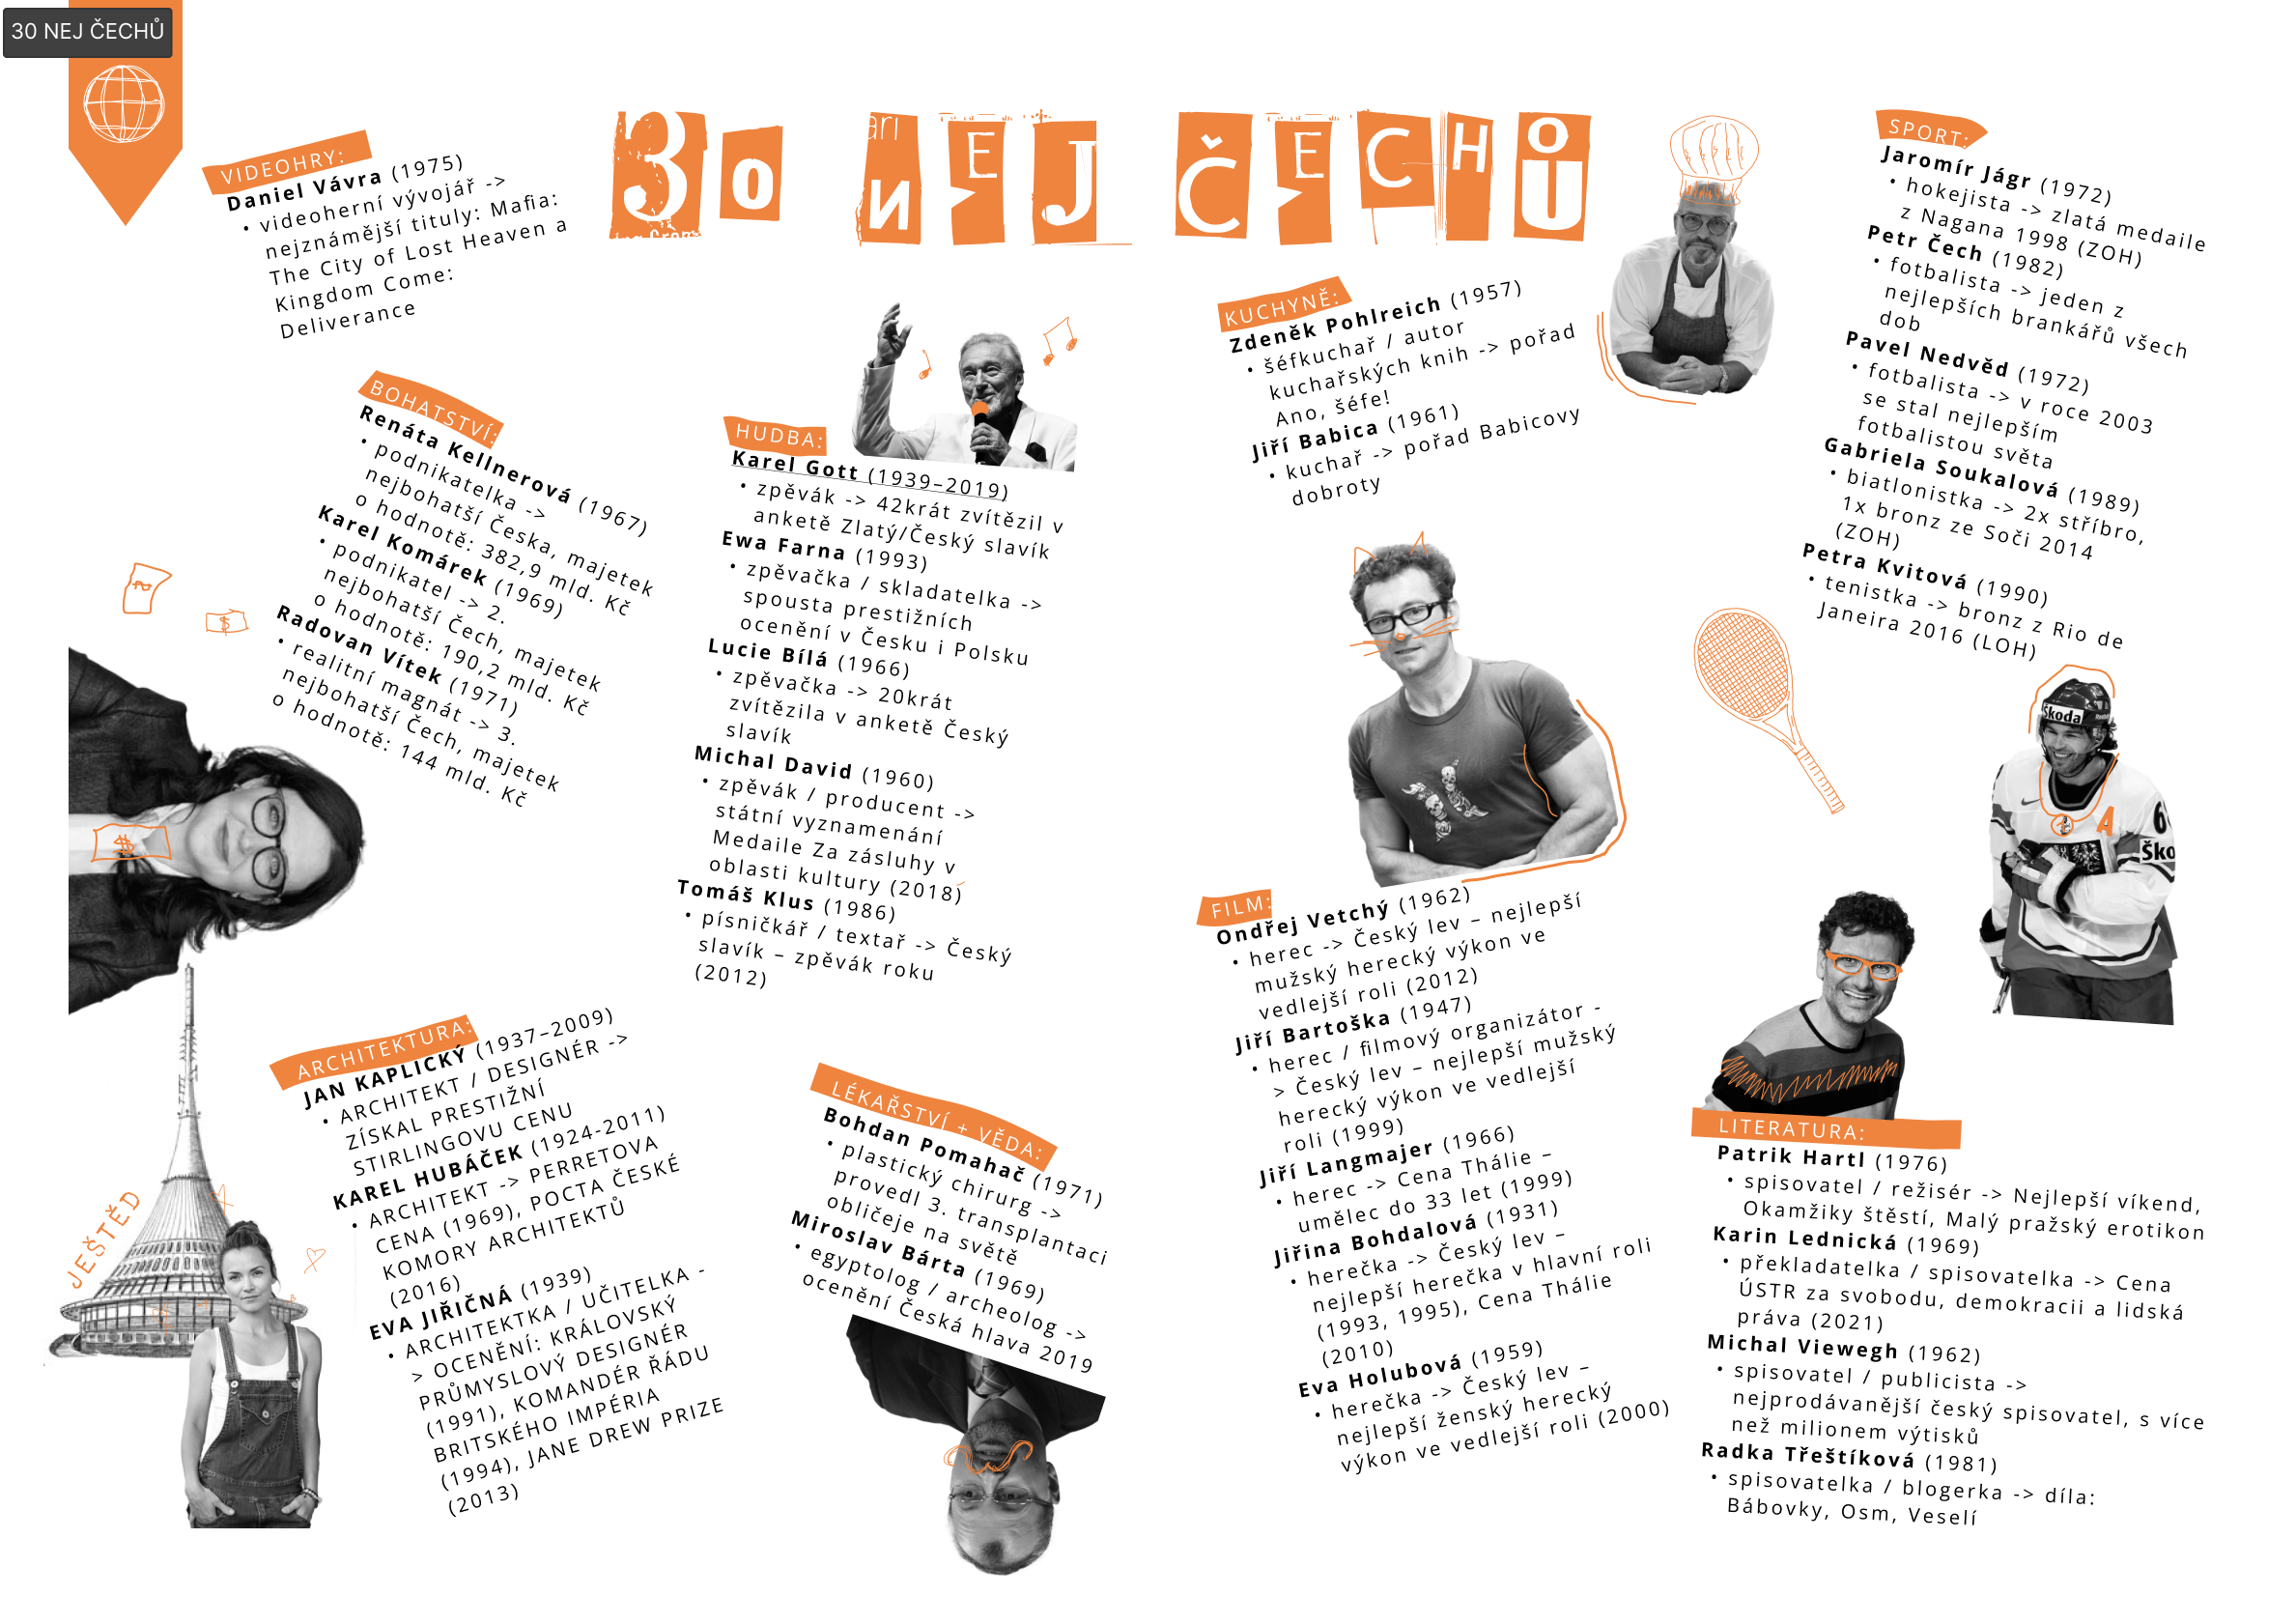 30 NEJ ČECHŮ
30 NEJ ČECHŮ
VIDEOHRY:
Daniel Vávra (1975)
• videoherní vývojář ->
nejznámější tituly: Mafia:
The City of Lost Heaven a
Kingdom Come:
Deliverance
BOHATSTVÍ:
Renáta Kellnerová (1967)
• podnikatelka ->
nejbohatší Česka, majetek
o hodnotě: 382,9 mld. Kč
Karel Komárek (1969)
• podnikatel -> 2.
nejbohatší Čech, majetek
o hodnotě: 190,2 mld. Kč
Radovan Vítek (1971)
• realitní magnát -> 3.
nejbohatší Čech, majetek
o hodnotě: 144 mld. Kč
HUDBA:
Karel Gott (1939–2019)
• zpěvák -> 42krát zvítězil v
anketě Zlatý/Český slavík
Ewa Farna (1993)
• zpěvačka / skladatelka ->
spousta prestižních
ocenění v Česku i Polsku
Lucie Bílá (1966)
• zpěvačka -> 20krát
zvítězila v anketě Český
slavík
Michal David (1960)
• zpěvák / producent ->
státní vyznamenání
Medaile Za zásluhy v
oblasti kultury (2018)
Tomáš Klus (1986)
• písničkář / textař -> Český
slavík – zpěvák roku
(2012)
ARCHITEKTURA:
JAN KAPLICKÝ (1937–2009)
• ARCHITEKT / DESIGNÉR ->
ZÍSKAL PRESTIŽNÍ
STIRLINGOVU CENU
KAREL HUBÁČEK (1924-2011)
• ARCHITEKT -> PERRETOVA
CENA (1969), POCTA ČESKÉ
KOMORY ARCHITEKTŮ
(2016)
EVA JIŘIČNÁ (1939)
• ARCHITEKTKA / UČITELKA -
> OCENĚNÍ: KRÁLOVSKÝ
PRŮMYSLOVÝ DESIGNÉR
(1991), KOMANDÉR ŘÁDU
BRITSKÉHO IMPÉRIA
(1994), JANE DREW PRIZE
(2013)
JEŠTĚD
LÉKAŘSTVÍ + VĚDA:
Bohdan Pomahač (1971)
• plastický chirurg ->
provedl 3. transplantaci
obličeje na světě
Miroslav Bárta (1969)
• egyptolog / archeolog ->
ocenění Česká hlava 2019
KUCHYNĚ:
Zdeněk Pohlreich (1957)
• šéfkuchař / autor
kuchařských knih -> pořad
Ano, šéfe!
Jiří Babica (1961)
• kuchař -> pořad Babicovy
dobroty
FILM:
Ondřej Vetchý (1962)
• herec -> Český lev – nejlepší
mužský herecký výkon ve
vedlejší roli (2012)
Jiří Bartoška (1947)
• herec / filmový organizátor -
> Český lev – nejlepší mužský
herecký výkon ve vedlejší
roli (1999)
Jiří Langmajer (1966)
• herec -> Cena Thálie –
umělec do 33 let (1999)
Jiřina Bohdalová (1931)
• herečka -> Český lev –
nejlepší herečka v hlavní roli
(1993, 1995), Cena Thálie
(2010)
Eva Holubová (1959)
• herečka -> Český lev –
nejlepší ženský herecký
výkon ve vedlejší roli (2000)
SPORT:
Jaromír Jágr (1972)
• hokejista -> zlatá medaile
z Nagana 1998 (ZOH)
Petr Čech (1982)
• fotbalista -> jeden z
nejlepších brankářů všech
dob
Pavel Nedvěd (1972)
• fotbalista -> v roce 2003
se stal nejlepším
fotbalistou světa
Gabriela Soukalová (1989)
• biatlonistka -> 2x stříbro,
1x bronz ze Soči 2014
(ZOH)
Petra Kvitová (1990)
• tenistka -> bronz z Rio de
Janeira 2016 (LOH)
Škoda
A
6
Ško
LITERATURA:
Patrik Hartl (1976)
• spisovatel / režisér -> Nejlepší víkend,
Okamžiky štěstí, Malý pražský erotikon
Karin Lednická (1969)
• překladatelka / spisovatelka -> Cena
ÚSTR za svobodu, demokracii a lidská
práva (2021)
Michal Viewegh (1962)
• spisovatel / publicista ->
nejprodávanější český spisovatel, s více
než milionem výtisků
Radka Třeštíková (1981)
• spisovatelka / blogerka -> díla:
Bábovky, Osm, Veselí